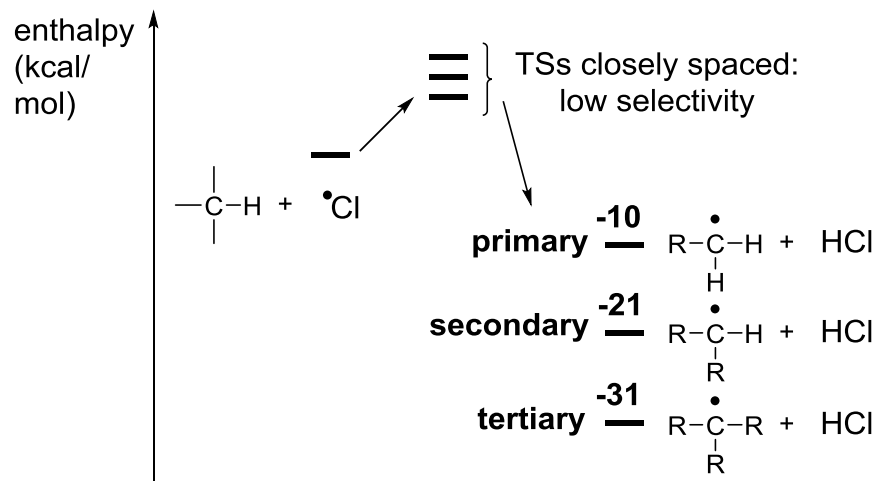 enthalpy
(kcal/
mol)
TSs closely spaced:
low selectivity
C H + •Cl
-10
primary R C H + HCl
H
-21
secondary R C H + HCl
R
-31
tertiary R C R + HCl
R